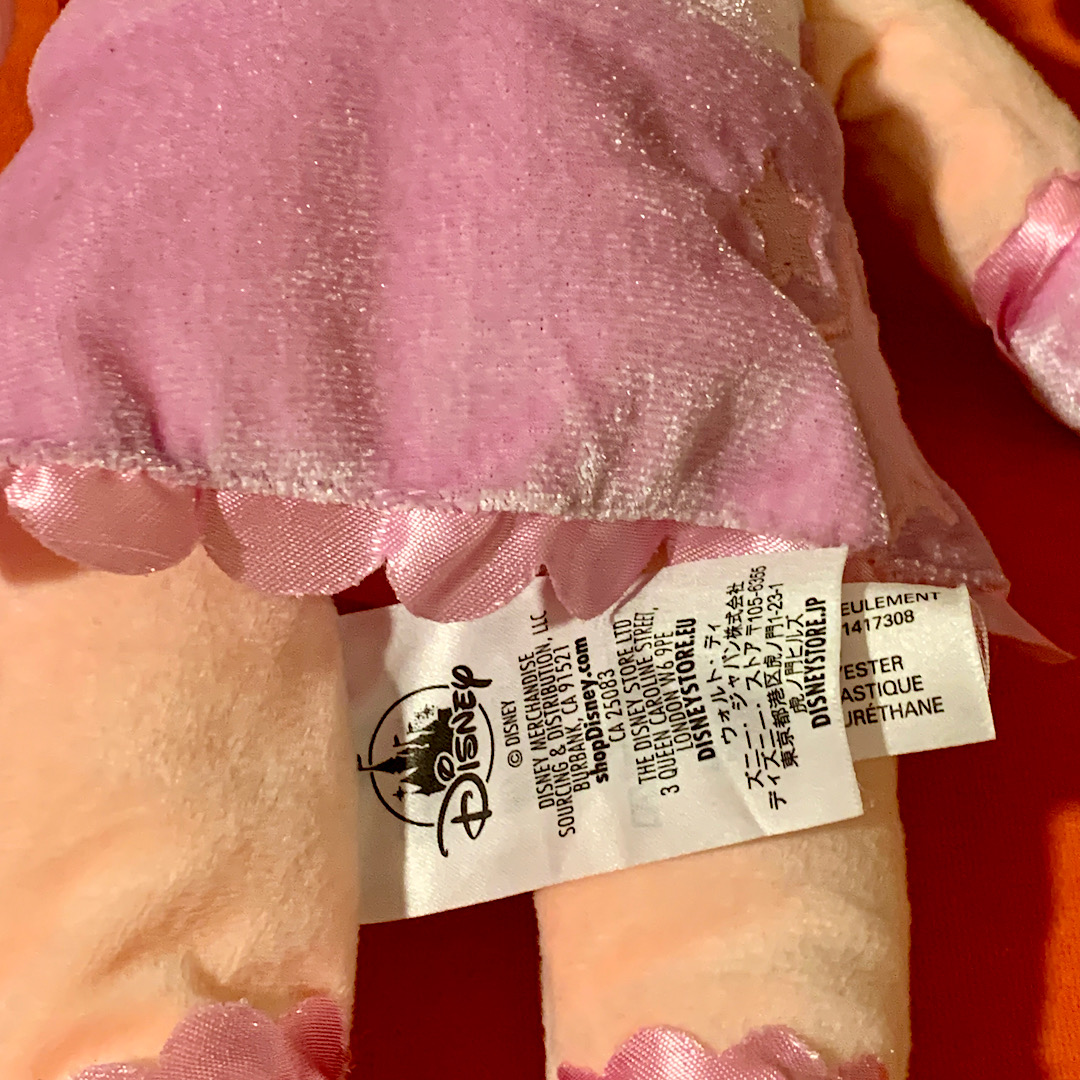 Disney
© DISNEY
DISNEY MERCHANDISE
SOURCING & DISTRIBUTION, LLC
BURBANK, CA 91521
shopDisney.com
CA 25083
THE DISNEY STORE LTD
3 QUEEN CAROLINE STREET,
LONDON W6 9PE
DISNEYSTORE.EU
ウォルト・ディ
ズニー・ジャパン株式会社
ディズニー・ストア 〒105-6355
東京都港区虎ノ門1-23-1
虎ノ門ヒルズ
DISNEYSTORE.JP
EULEMENT
1417308
YESTER
ASTIQUE
URÉTHANE